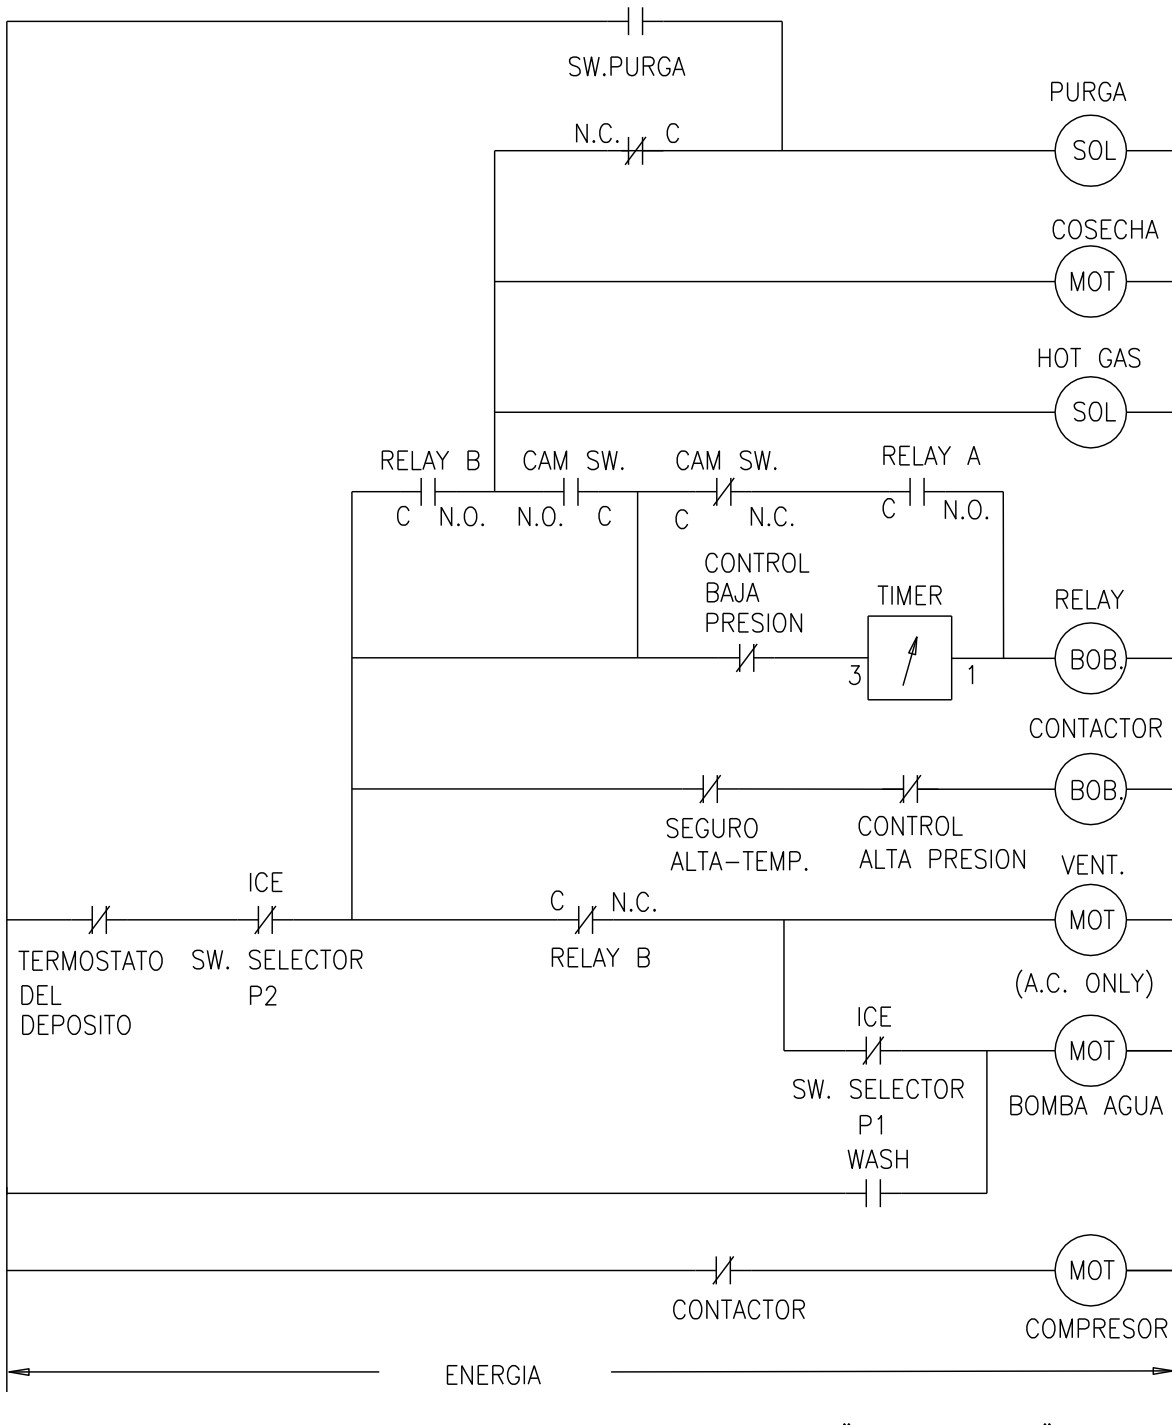 SW.PURGA
PURGA
N.C. C
SOL
COSECHA
MOT
HOT GAS
SOL
RELAY B CAM SW. CAM SW. RELAY A
C N.O. N.O. C C N.C. C N.O.
CONTROL
BAJA
PRESION
TIMER
RELAY
3 1
BOB.
CONTACTOR
BOB.
SEGURO
ALTA-TEMP.
CONTROL
ALTA PRESION
VENT.
ICE
C N.C.
MOT
TERMOSTATO
DEL
DEPOSITO
SW. SELECTOR
P2
RELAY B
(A.C. ONLY)
ICE
MOT
SW. SELECTOR
P1
BOMBA AGUA
WASH
MOT
CONTACTOR
COMPRESOR
ENERGIA